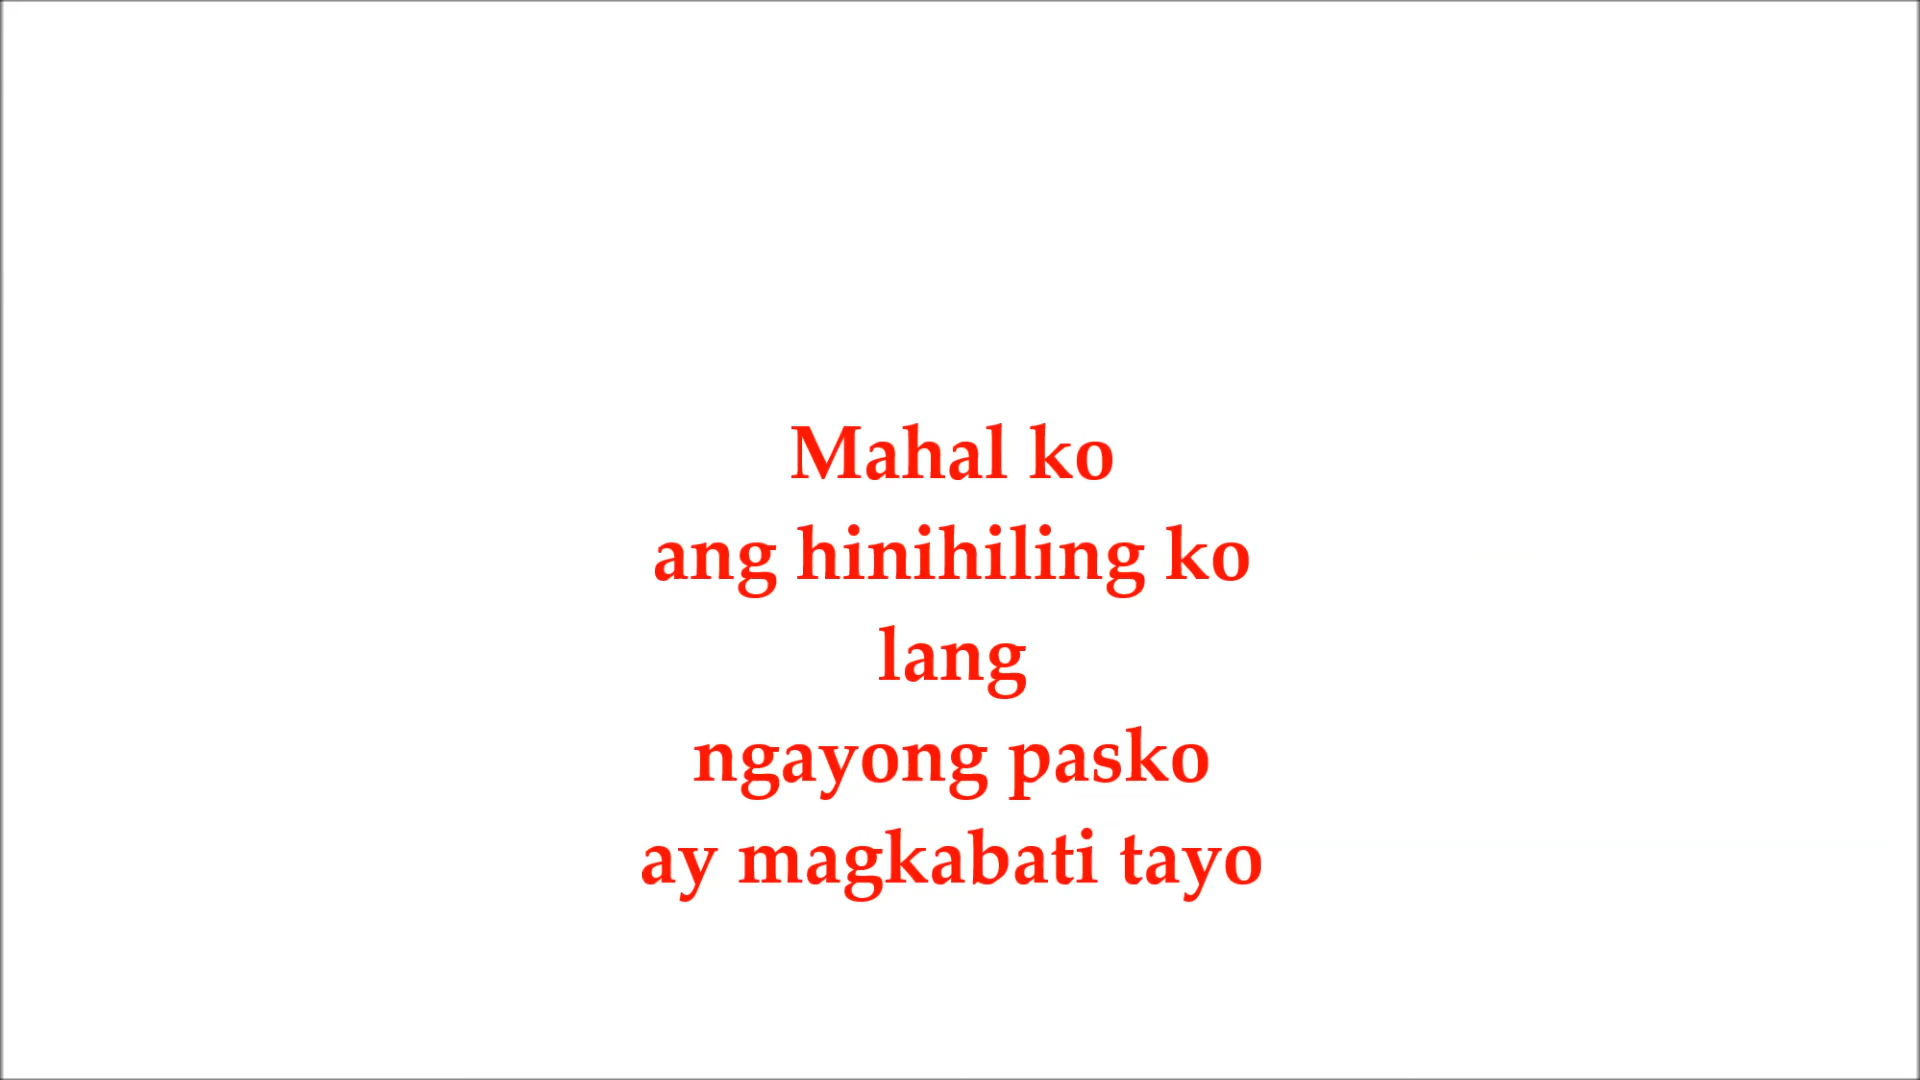 Mahal ko
ang hinihiling ko
lang
ngayong pasko
ay magkabati tayo